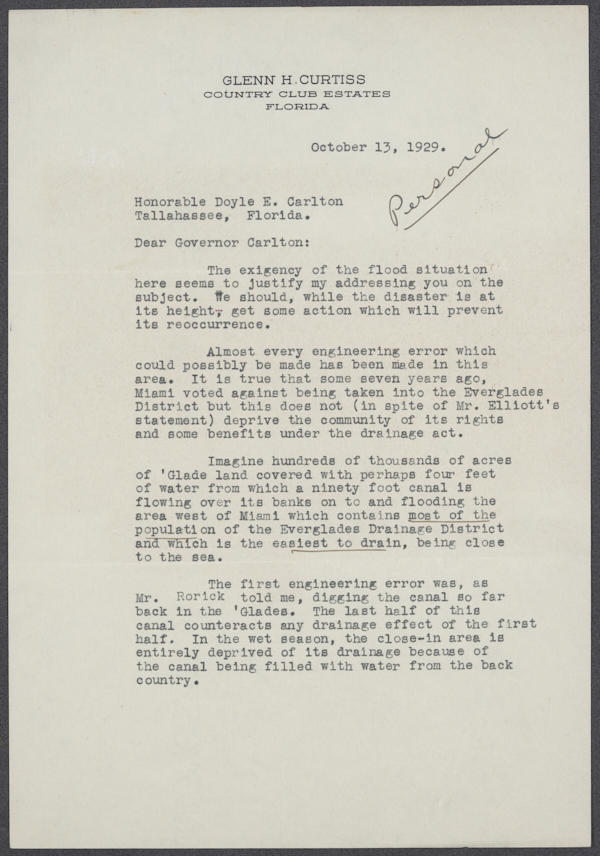 GLENN H. CURTISS
COUNTRY CLUB ESTATES
FLORIDA
October 13, 1929.
Personal
Honorable Doyle E. Carlton
Tallahassee, Florida.
Dear Governor Carlton:
The exigency of the flood situation
here seems to justify my addressing you on the
subject. We should, while the disaster is at
its height, get some action which will prevent
its reoccurrence.
Almost every engineering error which
could possibly be made has been made in this
area. It is true that some seven years ago,
Miami voted against being taken into the Everglades
District but this does not (in spite of Mr. Elliott's
statement) deprive the community of its rights
and some benefits under the drainage act.
Imagine hundreds of thousands of acres
of 'Glade land covered with perhaps four feet
of water from which a ninety foot canal is
flowing over its banks on to and flooding the
area west of Miami which contains most of the
population of the Everglades Drainage District
and which is the easiest to drain, being close
to the sea.
The first engineering error was, as
Mr. Rorick told me, digging the canal so far
back in the 'Glades. The last half of this
canal counteracts any drainage effect of the first
half. In the wet season, the close-in area is
entirely deprived of its drainage because of
the canal being filled with water from the back
country.